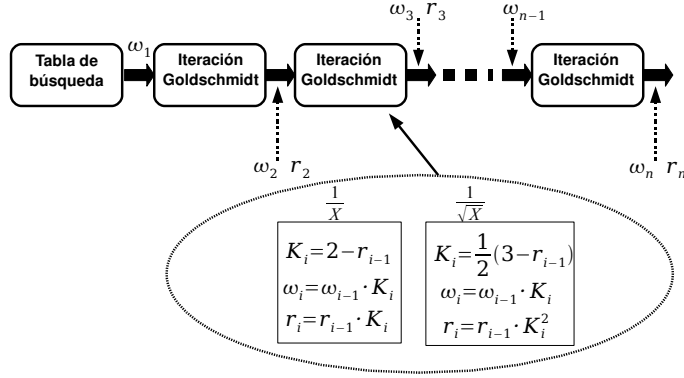 ω₃ r₃
ωₙ₋₁
Tabla de
búsqueda
ω₁
Iteración
Goldschmidt
Iteración
Goldschmidt
Iteración
Goldschmidt
ω₂ r₂
ωₙ rₙ
1/X
Kᵢ=2−rᵢ₋₁
ωᵢ=ωᵢ₋₁·Kᵢ
rᵢ=rᵢ₋₁·Kᵢ
1/√X
Kᵢ=1/2(3−rᵢ₋₁)
ωᵢ=ωᵢ₋₁·Kᵢ
rᵢ=rᵢ₋₁·Kᵢ²